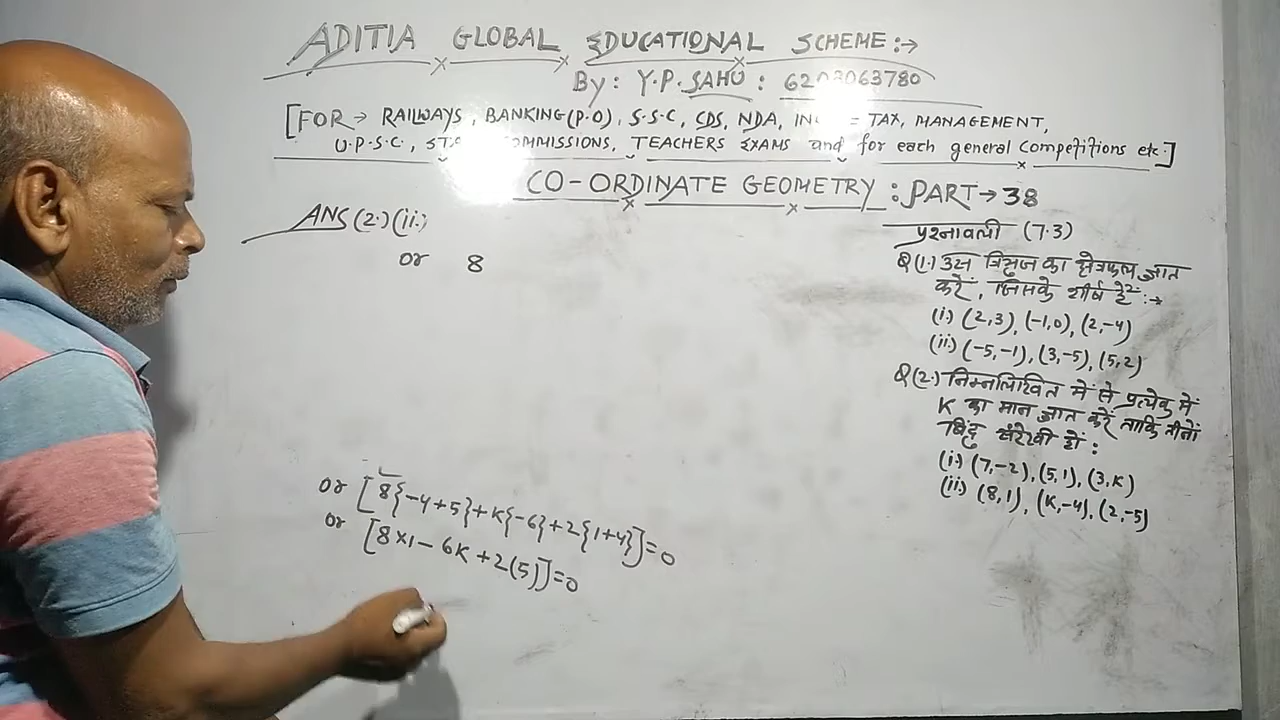 ADITIA GLOBAL EDUCATIONAL SCHEME:→
By: Y.P. SAHU: 6203063780
[FOR → RAILWAYS, BANKING(P.O), S.S.C, CDS, NDA, = TAX, MANAGEMENT,
U.P.S.C., TEACHERS EXAMS and for each general Competitions etc.]
CO-ORDINATE GEOMETRY: PART → 38
ANS (2.) (ii.)
or 8
or [8{-4+5}+K{-6}+2{1+4}]=0
or [8×1-6K+2(5)]=0
प्रश्नावली (7.3)
Q(1.) उस त्रिभुज का क्षेत्रफल ज्ञात
करें, जिसके शीर्ष हैं:→
(i.) (2,3), (-1,0), (2,-4)
(ii.) (-5,-1), (3,-5), (5,2)
Q(2.) निम्नलिखित में से प्रत्येक में
K का मान ज्ञात करें ताकि तीनों
बिंदु संरेखी हों:
(i.) (7,-2), (5,1), (3,K)
(ii.) (8,1), (K,-4), (2,-5)